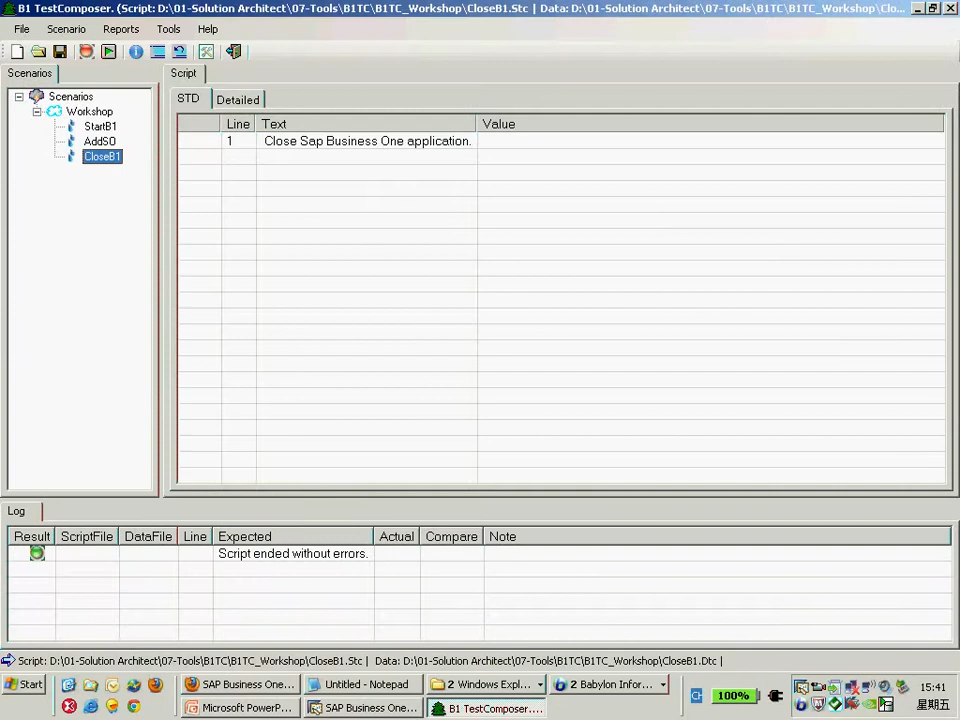 B1 TestComposer. (Script: D:\01-Solution Architect\07-Tools\B1TC\B1TC_Workshop\CloseB1.Stc | Data: D:\01-Solution Architect\07-Tools\B1TC\B1TC_Workshop\Clo...
File Scenario Reports Tools Help
Scenarios
Script
Scenarios
Workshop
StartB1
AddSO
CloseB1
STD Detailed
Line Text Value
1 Close Sap Business One application.
Log
Result ScriptFile DataFile Line Expected Actual Compare Note
Script ended without errors.
Script: D:\01-Solution Architect\07-Tools\B1TC\B1TC_Workshop\CloseB1.Stc | Data: D:\01-Solution Architect\07-Tools\B1TC\B1TC_Workshop\CloseB1.Dtc |
Start
SAP Business One... Untitled - Notepad 2 Windows Expl... 2 Babylon Infor...
Microsoft PowerP... SAP Business One... B1 TestComposer....
100%
15:41
星期五